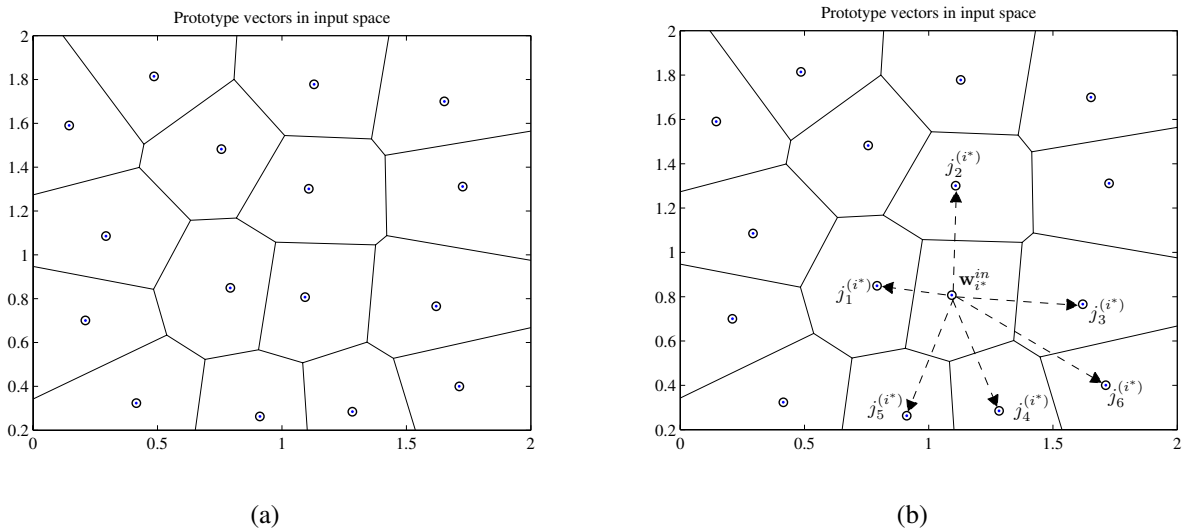 Prototype vectors in input space
2
1.8
1.6
1.4
1.2
1
0.8
0.6
0.4
0.2
0 0.5 1 1.5 2
(a)
Prototype vectors in input space
2
1.8
1.6
1.4
1.2
1
0.8
0.6
0.4
0.2
0 0.5 1 1.5 2
j_2^{(i*)}
w_{i*}^{in}
j_1^{(i*)}
j_3^{(i*)}
j_5^{(i*)}
j_4^{(i*)}
j_6^{(i*)}
(b)